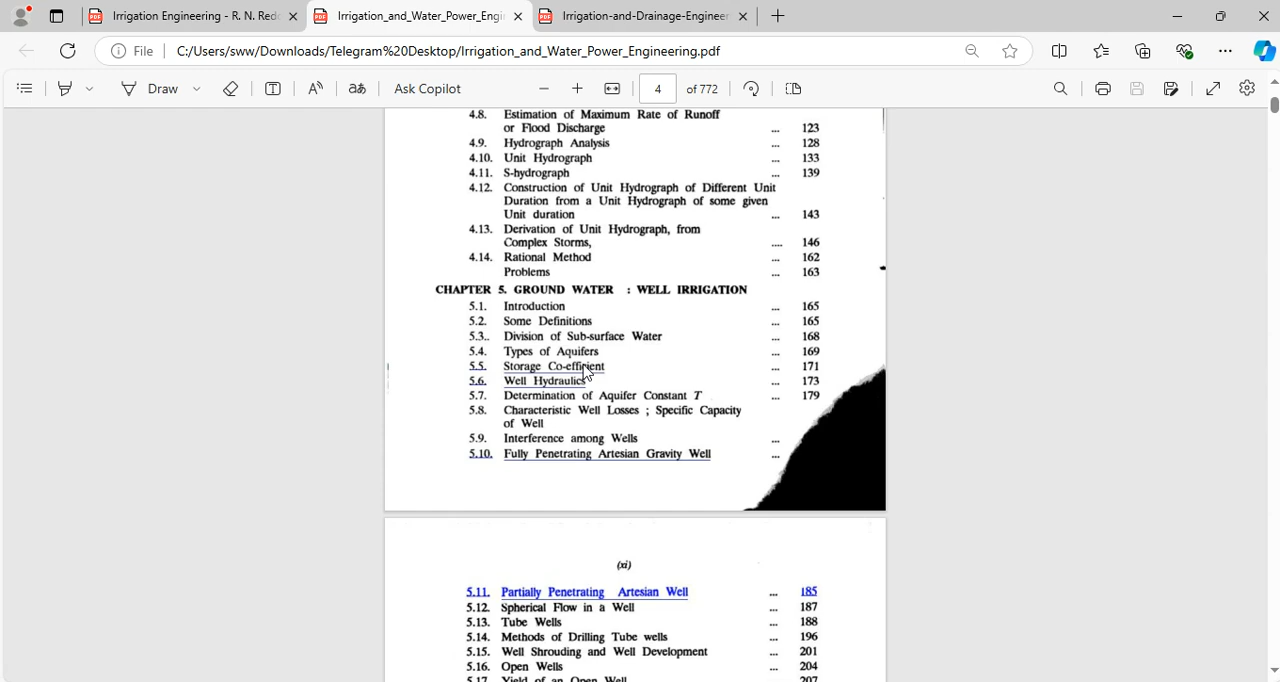 Irrigation Engineering - R. N. Red
Irrigation_and_Water_Power_Engi
Irrigation-and-Drainage-Engineer
File
C:/Users/sww/Downloads/Telegram%20Desktop/Irrigation_and_Water_Power_Engineering.pdf
Draw
Ask Copilot
4 of 772
4.8. Estimation of Maximum Rate of Runoff
or Flood Discharge ... 123
4.9. Hydrograph Analysis ... 128
4.10. Unit Hydrograph ... 133
4.11. S-hydrograph ... 139
4.12. Construction of Unit Hydrograph of Different Unit
Duration from a Unit Hydrograph of some given
Unit duration ... 143
4.13. Derivation of Unit Hydrograph, from
Complex Storms, .... 146
4.14. Rational Method ... 162
Problems ... 163
CHAPTER 5. GROUND WATER : WELL IRRIGATION
5.1. Introduction ... 165
5.2. Some Definitions ... 165
5.3.. Division of Sub-surface Water ... 168
5.4. Types of Aquifers ... 169
5.5. Storage Co-efficient ... 171
5.6. Well Hydraulics ... 173
5.7. Determination of Aquifer Constant T ... 179
5.8. Characteristic Well Losses ; Specific Capacity
of Well
5.9. Interference among Wells ...
5.10. Fully Penetrating Artesian Gravity Well ...
(xi)
5.11. Partially Penetrating Artesian Well ... 185
5.12. Spherical Flow in a Well ... 187
5.13. Tube Wells ... 188
5.14. Methods of Drilling Tube wells ... 196
5.15. Well Shrouding and Well Development ... 201
5.16. Open Wells ... 204
5.17. Yield of an Open Well ... 207